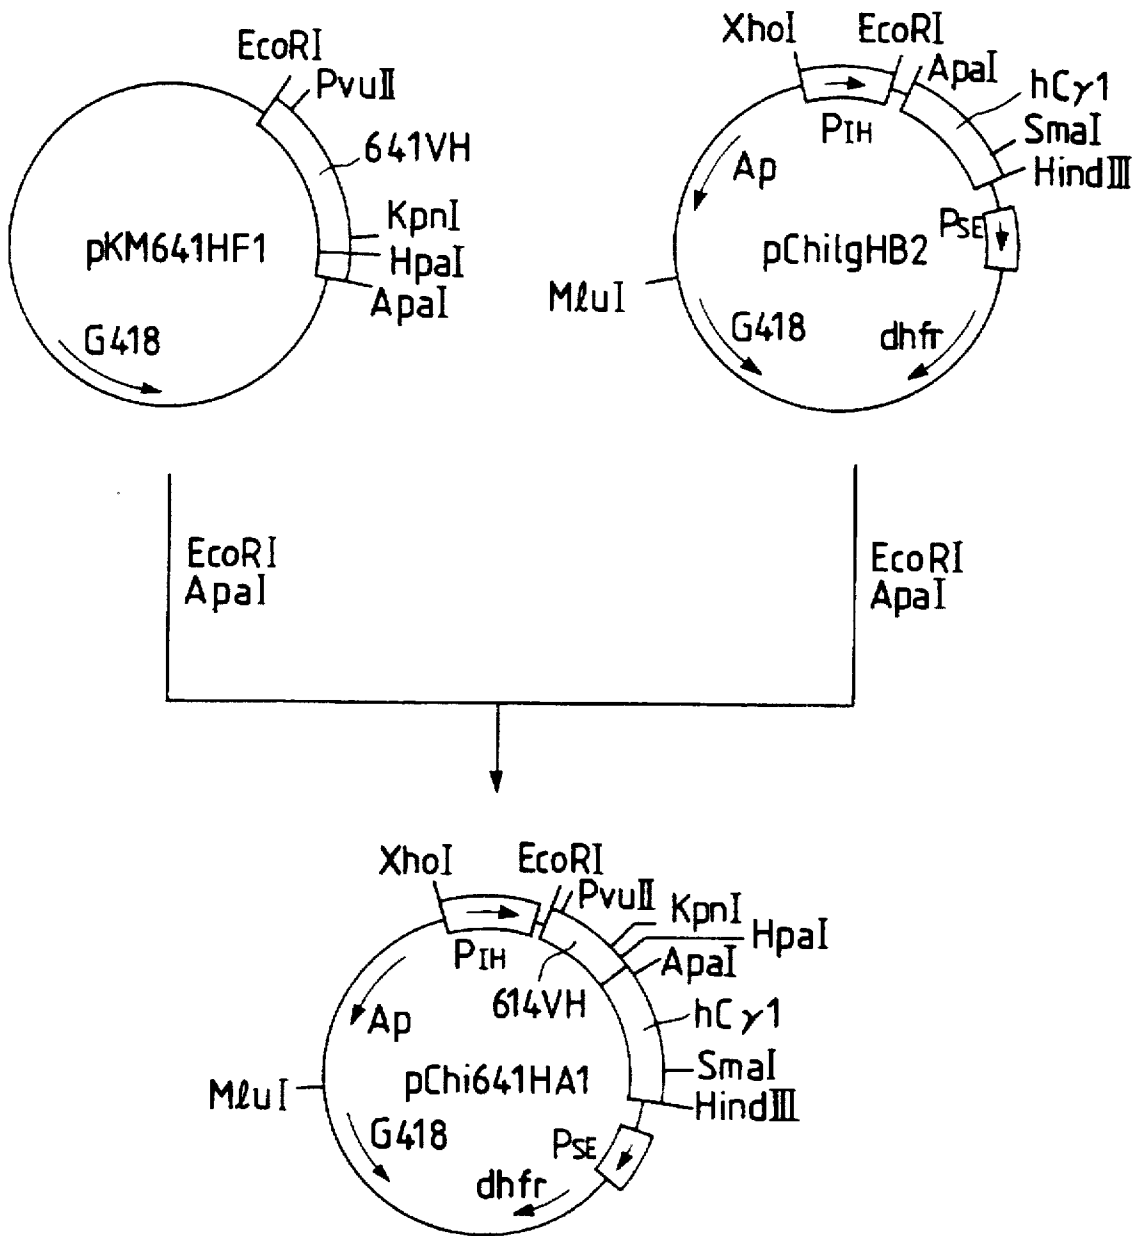 EcoRI
PvuII
641VH
KpnI
HpaI
ApaI
pKM641HF1
G418
XhoI
EcoRI
ApaI
hCγ1
SmaI
HindIII
PIH
Ap
PSE
pChiIgHB2
MluI
G418
dhfr
EcoRI
ApaI
EcoRI
ApaI
XhoI
EcoRI
PvuII
KpnI
HpaI
ApaI
PIH
614VH
hCγ1
Ap
SmaI
pChi641HA1
HindIII
MluI
G418
PSE
dhfr